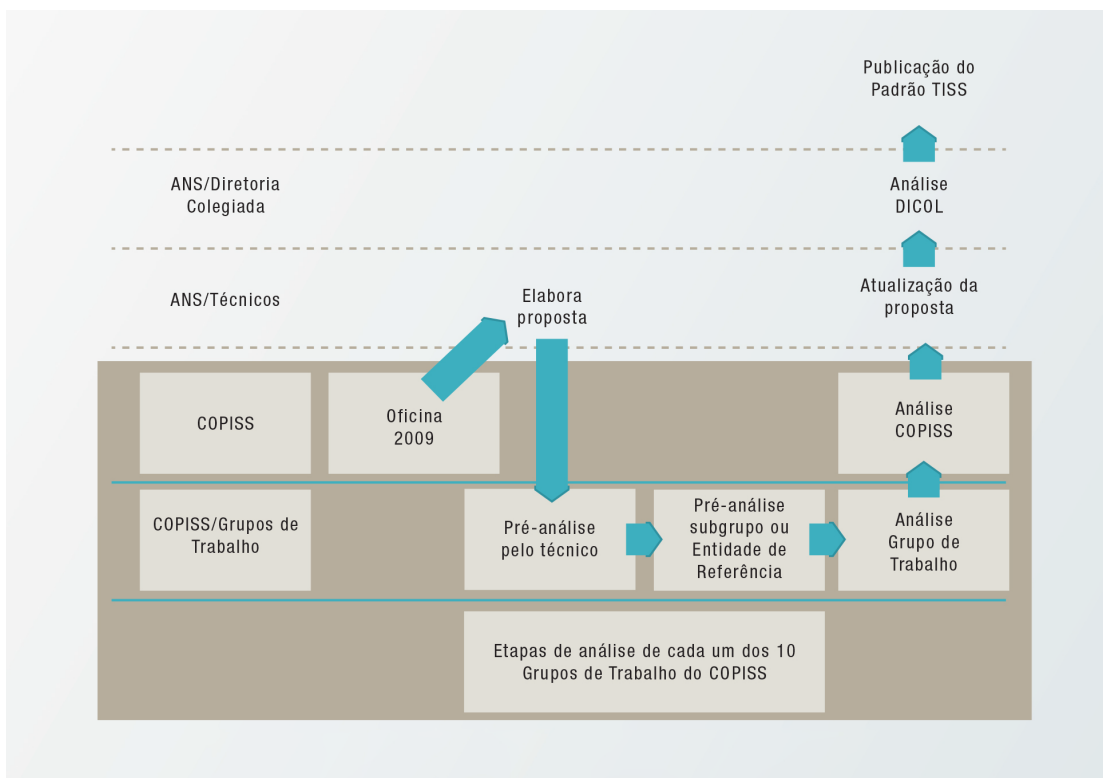 Publicação do
Padrão TISS
ANS/Diretoria
Colegiada
Análise
DICOL
ANS/Técnicos
Elabora
proposta
Atualização da
proposta
COPISS
Oficina
2009
Análise
COPISS
COPISS/Grupos de
Trabalho
Pré-análise
pelo técnico
Pré-análise
subgrupo ou
Entidade de
Referência
Análise
Grupo de
Trabalho
Etapas de análise de cada um dos 10
Grupos de Trabalho do COPISS